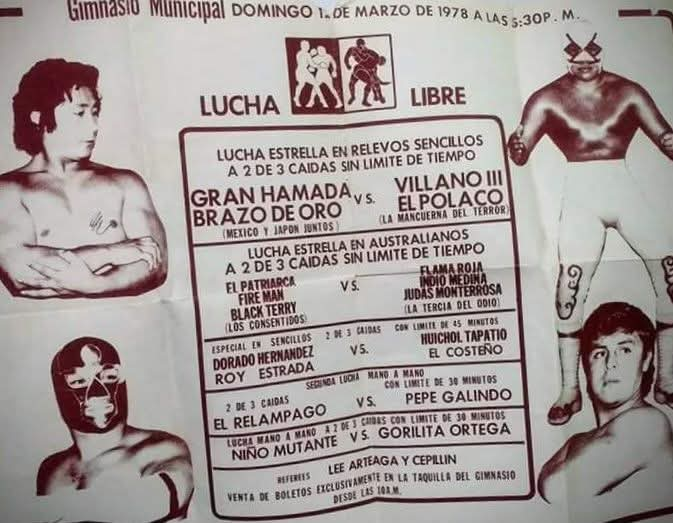 Gimnasio Municipal DOMINGO 12 DE MARZO DE 1978 A LAS 5:30 P.M.
LUCHA LIBRE
LUCHA ESTRELLA EN RELEVOS SENCILLOS
A 2 DE 3 CAIDAS SIN LIMITE DE TIEMPO
GRAN HAMADA
BRAZO DE ORO
(MEXICO Y JAPON JUNTOS)
VS.
VILLANO III
EL POLACO
(LA MANCUERNA DEL TERROR)
LUCHA ESTRELLA EN AUSTRALIANOS
A 2 DE 3 CAIDAS SIN LIMITE DE TIEMPO
EL PATRIARCA
FIRE MAN
BLACK TERRY
(LOS CONSENTIDOS)
VS.
FLAMA ROJA
INDIO MEDINA
JUDAS MONTERROSA
(LA TERCIA DEL ODIO)
ESPECIAL EN SENCILLOS 2 DE 3 CAIDAS CON LIMITE DE 45 MINUTOS
DORADO HERNANDEZ
ROY ESTRADA
VS.
HUICHOL TAPATIO
EL COSTEÑO
SEGUNDA LUCHA MANO A MANO
2 DE 3 CAIDAS CON LIMITE DE 30 MINUTOS
EL RELAMPAGO VS. PEPE GALINDO
LUCHA MANO A MANO A 2 DE 3 CAIDAS CON LIMITE DE 30 MINUTOS
NIÑO MUTANTE VS. GORILITA ORTEGA
REFEREES LEE ARTEAGA Y CEPILLIN
VENTA DE BOLETOS EXCLUSIVAMENTE EN LA TAQUILLA DEL GIMNASIO
DESDE LAS 10 A.M.